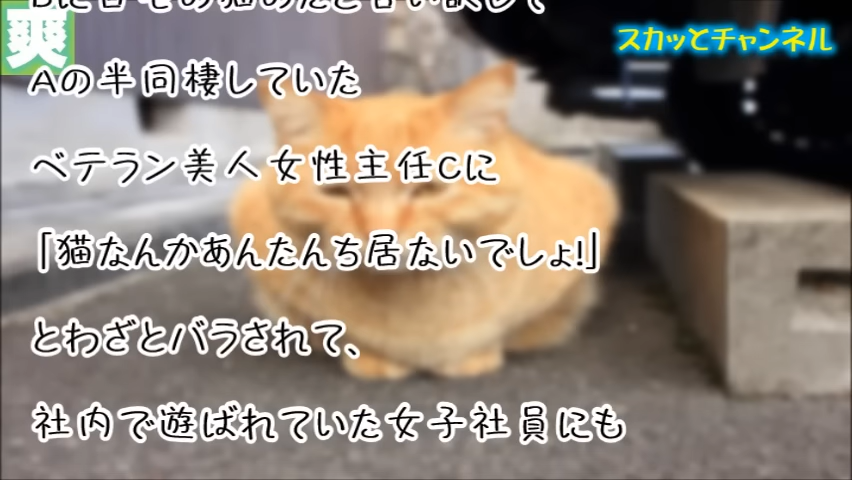 爽
スカッとチャンネル
Aの半同棲していた
ベテラン美人女性主任Cに
「猫なんかあんたんち居ないでしょ!」
とわざとバラされて、
社内で遊ばれていた女子社員にも